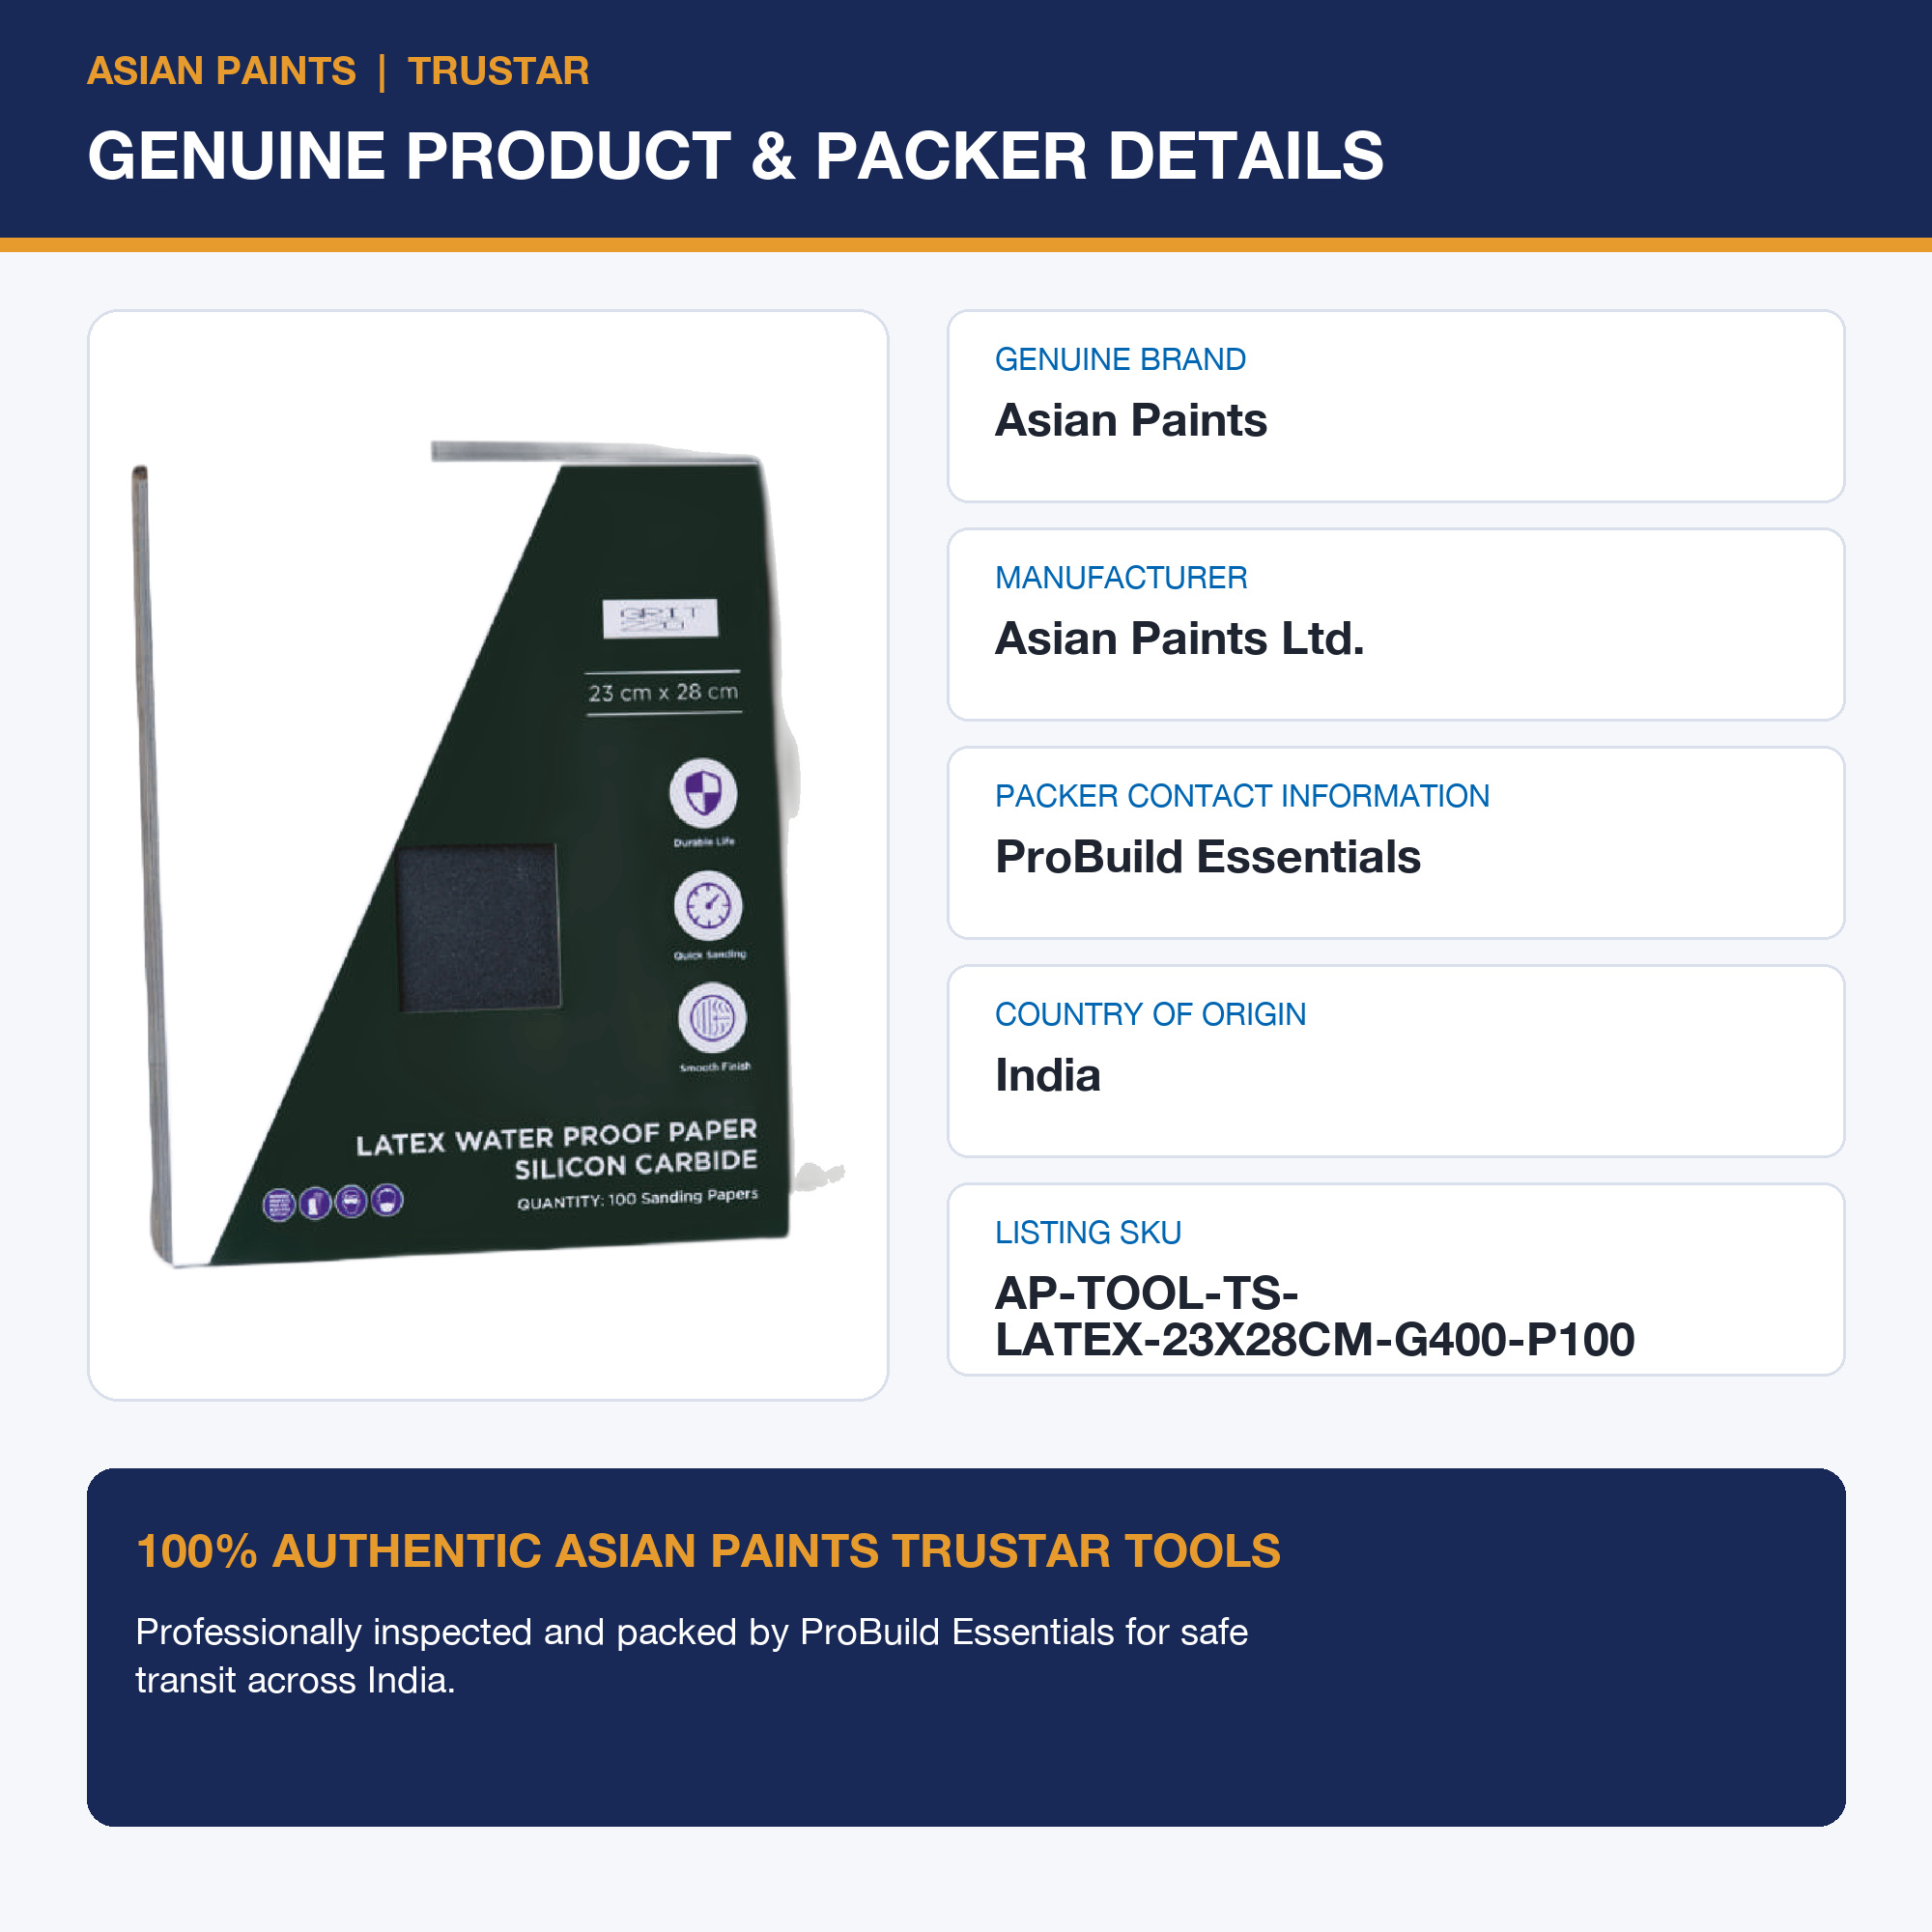 ASIAN PAINTS | TRUSTAR
GENUINE PRODUCT & PACKER DETAILS
GRIT
23 cm x 28 cm
Durable Life
Quick Sanding
Smooth Finish
LATEX WATER PROOF PAPER
SILICON CARBIDE
QUANTITY: 100 Sanding Papers
GENUINE BRAND
Asian Paints
MANUFACTURER
Asian Paints Ltd.
PACKER CONTACT INFORMATION
ProBuild Essentials
COUNTRY OF ORIGIN
India
LISTING SKU
AP-TOOL-TS-
LATEX-23X28CM-G400-P100
100% AUTHENTIC ASIAN PAINTS TRUSTAR TOOLS
Professionally inspected and packed by ProBuild Essentials for safe
transit across India.